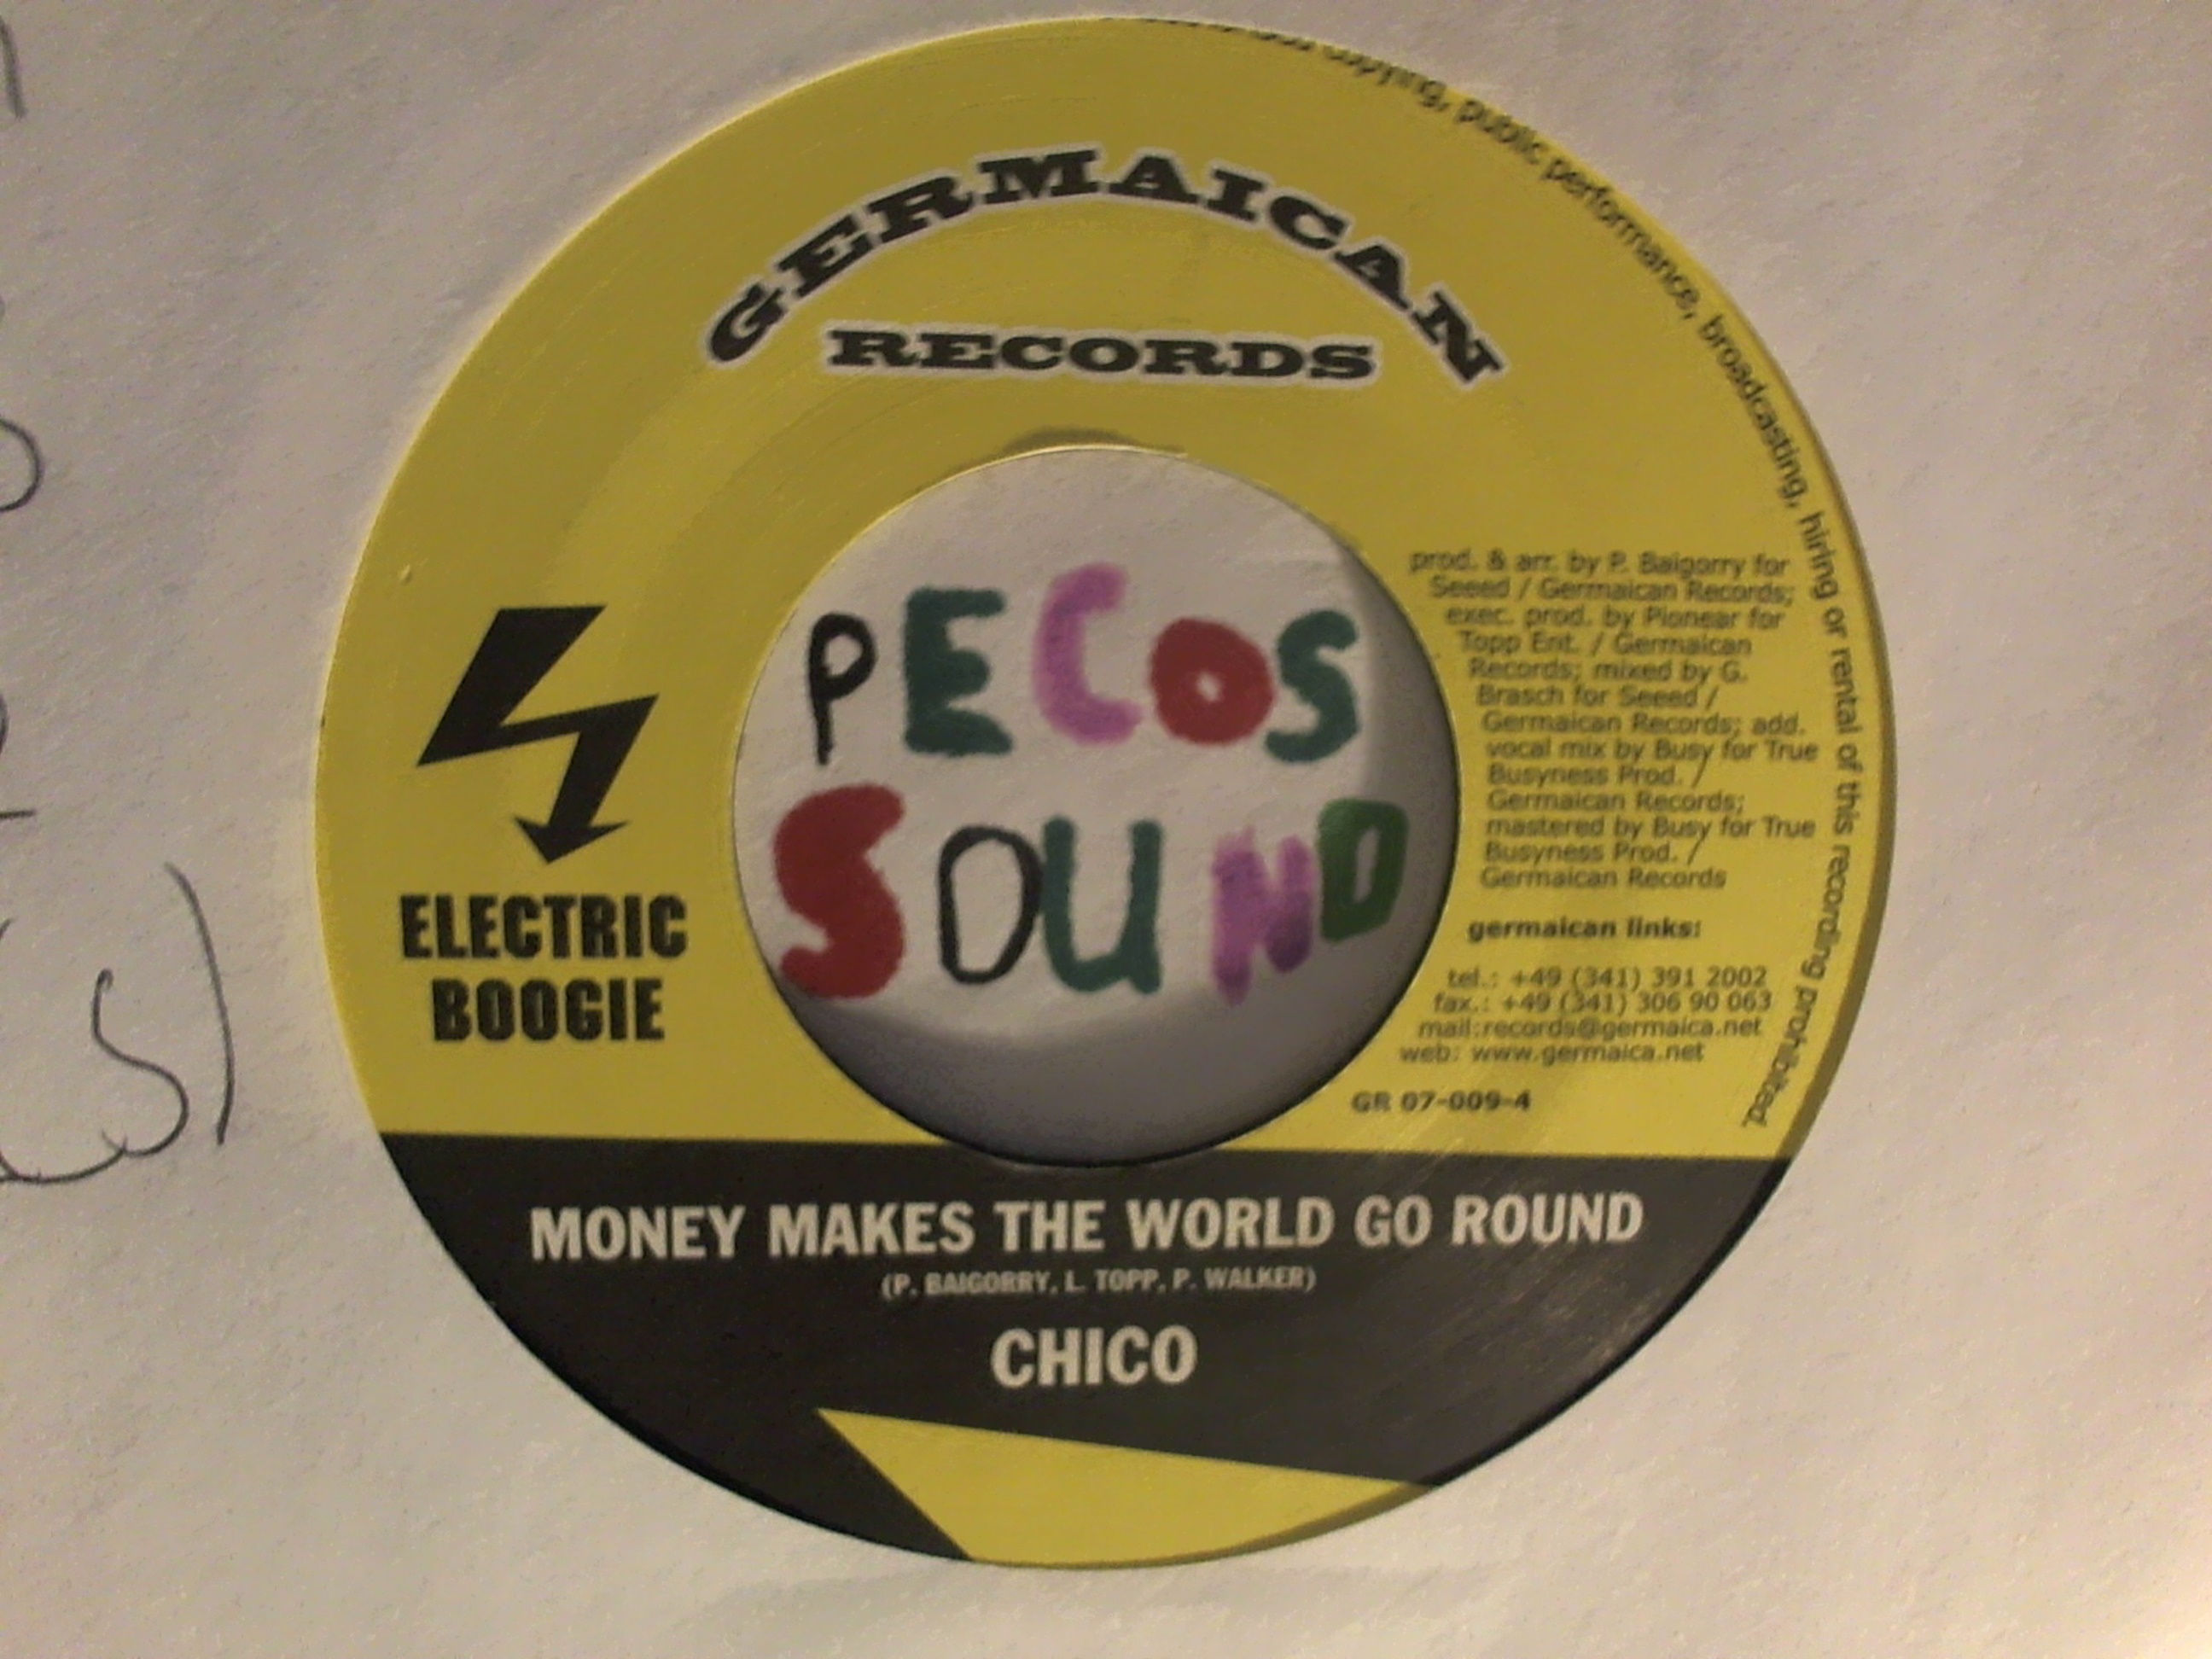 copying, public performance, broadcasting, hiring or rental of this recording prohibited.
GERMAICAN
RECORDS
PECOS
SOUND
ELECTRIC
BOOGIE
prod. & arr. by P. Baigorry for
Seeed / Germaican Records;
exec. prod. by Pionear for
Topp Ent. / Germaican
Records; mixed by G.
Brasch for Seeed /
Germaican Records; add.
vocal mix by Busy for True
Busyness Prod. /
Germaican Records;
mastered by Busy for True
Busyness Prod. /
Germaican Records
germaican links:
tel.: +49 (341) 391 2002
fax.: +49 (341) 306 90 063
mail:records@germaica.net
web: www.germaica.net
GR 07-009-4
MONEY MAKES THE WORLD GO ROUND
(P. BAIGORRY, L. TOPP, P. WALKER)
CHICO